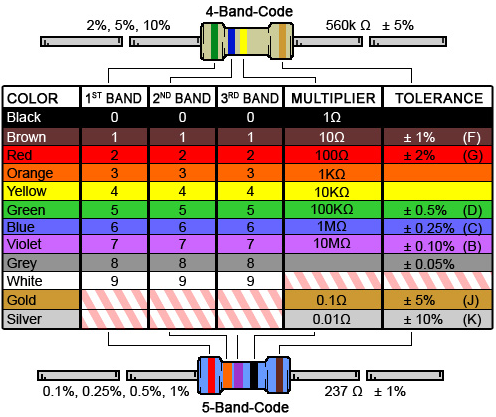 4-Band-Code
2%, 5%, 10% 560k Ω ± 5%
COLOR 1ST BAND 2ND BAND 3RD BAND MULTIPLIER TOLERANCE
Black 0 0 0 1Ω
Brown 1 1 1 10Ω ± 1% (F)
Red 2 2 2 100Ω ± 2% (G)
Orange 3 3 3 1KΩ
Yellow 4 4 4 10KΩ
Green 5 5 5 100KΩ ± 0.5% (D)
Blue 6 6 6 1MΩ ± 0.25% (C)
Violet 7 7 7 10MΩ ± 0.10% (B)
Grey 8 8 8 ± 0.05%
White 9 9 9
Gold 0.1Ω ± 5% (J)
Silver 0.01Ω ± 10% (K)
0.1%, 0.25%, 0.5%, 1% 237 Ω ± 1%
5-Band-Code